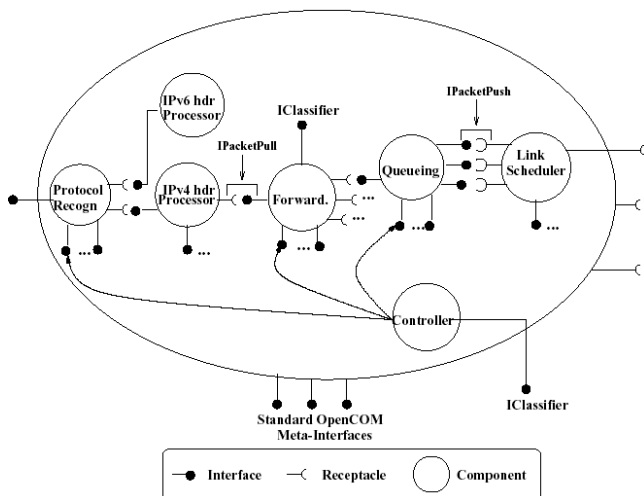 IPv6 hdr
Processor
IClassifier
IPacketPush
IPacketPull
Protocol
Recogn
IPv4 hdr
Processor
Forward.
Queueing
Link
Scheduler
...
...
...
...
...
...
...
Controller
IClassifier
Standard OpenCOM
Meta-Interfaces
Interface
Receptacle
Component